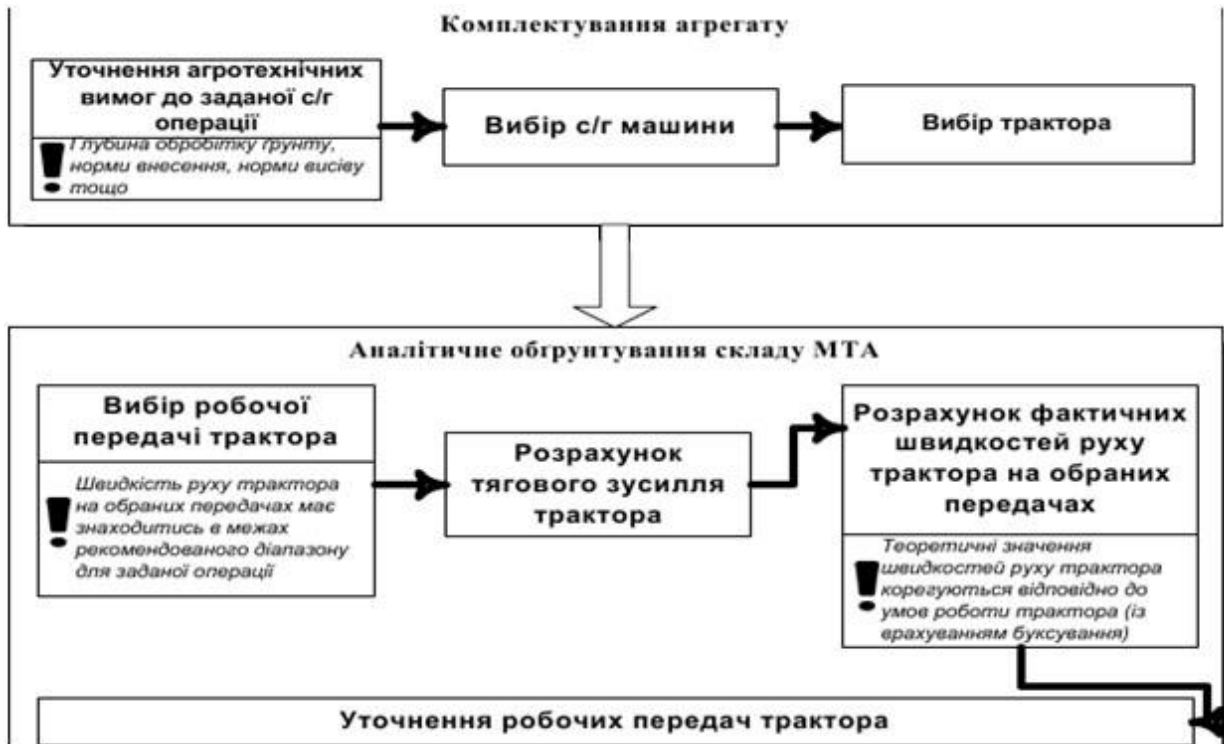 Комплектування агрегату
Уточнення агротехнічних
вимог до заданої с/г
операції
Глубина обробітку ґрунту,
норми внесення, норми висіву
тощо
Вибір с/г машини
Вибір трактора
Аналітичне обґрунтування складу МТА
Вибір робочої
передачі трактора
Швидкість руху трактора
на обраних передачах має
знаходитись в межах
рекомендованого діапазону
для заданої операції
Розрахунок
тягового зусилля
трактора
Розрахунок фактичних
швидкостей руху
трактора на обраних
передачах
Теоретичні значення
швидкостей руху трактора
корегуються відповідно до
умов роботи трактора (із
врахуванням буксування)
Уточнення робочих передач трактора